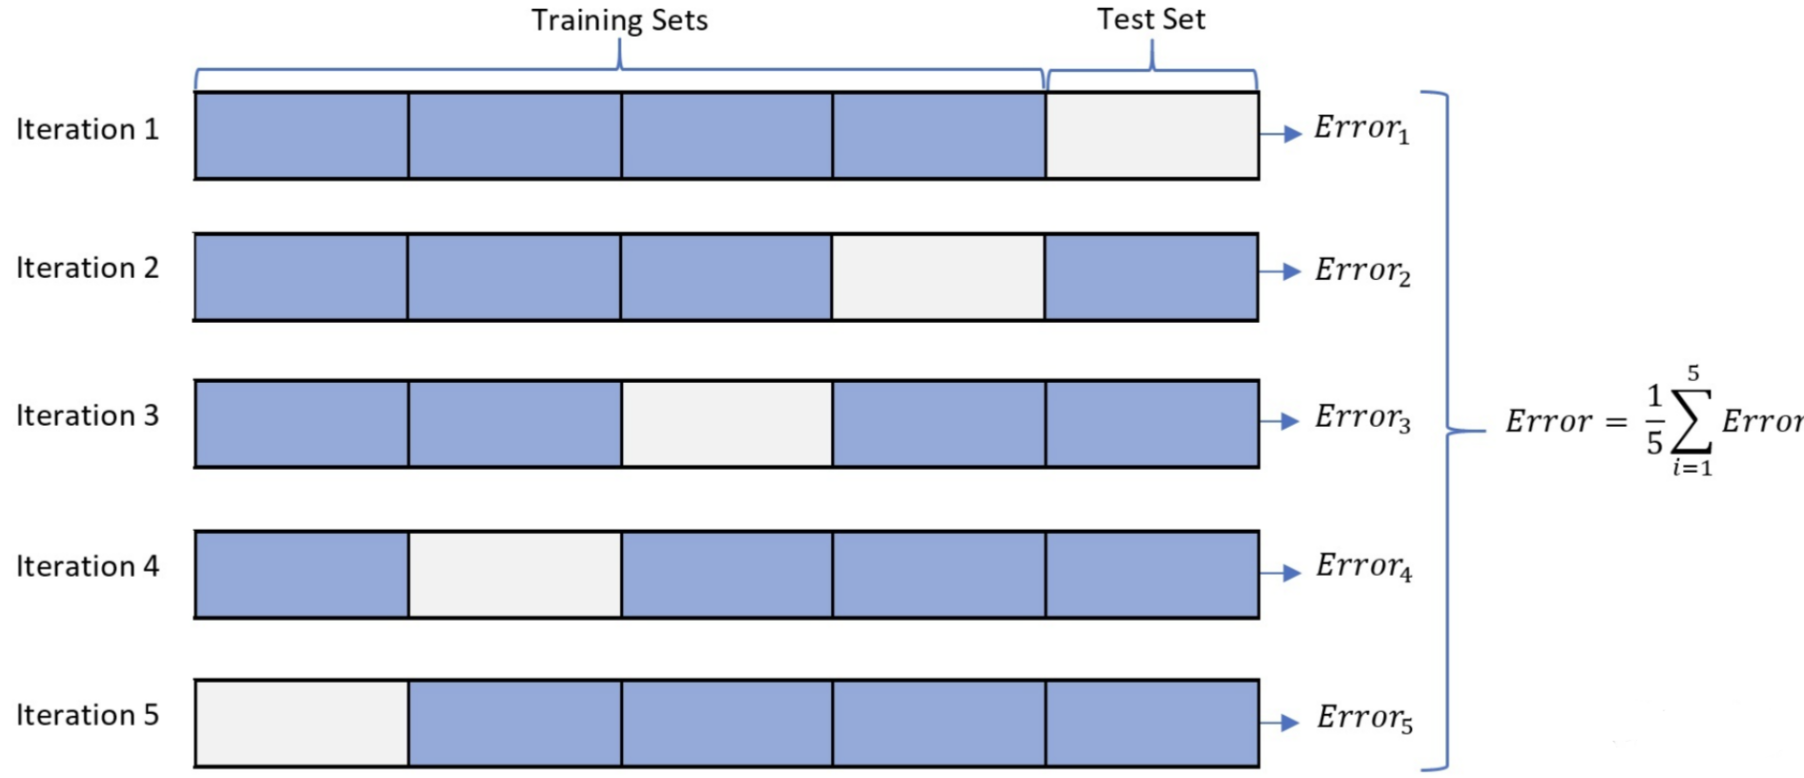 Training Sets
Test Set
Iteration 1
Error₁
Iteration 2
Error₂
Iteration 3
Error₃
Error = 1/5 ∑ᵢ₌₁⁵ Error
Iteration 4
Error₄
Iteration 5
Error₅